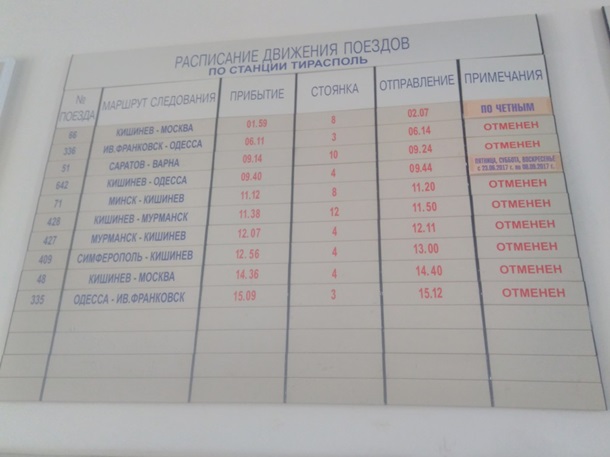 РАСПИСАНИЕ ДВИЖЕНИЯ ПОЕЗДОВ
ПО СТАНЦИИ ТИРАСПОЛЬ
№ ПОЕЗДА МАРШРУТ СЛЕДОВАНИЯ ПРИБЫТИЕ СТОЯНКА ОТПРАВЛЕНИЕ ПРИМЕЧАНИЯ
66 КИШИНЕВ - МОСКВА 01.59 8 02.07 ПО ЧЕТНЫМ
336 ИВ.ФРАНКОВСК - ОДЕССА 06.11 3 06.14 ОТМЕНЕН
51 САРАТОВ - ВАРНА 09.14 10 09.24 ОТМЕНЕН
642 КИШИНЕВ - ОДЕССА 09.40 4 09.44 ПЯТНИЦА, СУББОТА, ВОСКРЕСЕНЬЕ
71 МИНСК - КИШИНЕВ 11.12 8 11.20 ОТМЕНЕН
428 КИШИНЕВ - МУРМАНСК 11.38 12 11.50 ОТМЕНЕН
427 МУРМАНСК - КИШИНЕВ 12.07 4 12.11 ОТМЕНЕН
409 СИМФЕРОПОЛЬ - КИШИНЕВ 12.56 4 13.00 ОТМЕНЕН
48 КИШИНЕВ - МОСКВА 14.36 4 14.40 ОТМЕНЕН
335 ОДЕССА - ИВ.ФРАНКОВСК 15.09 3 15.12 ОТМЕНЕН